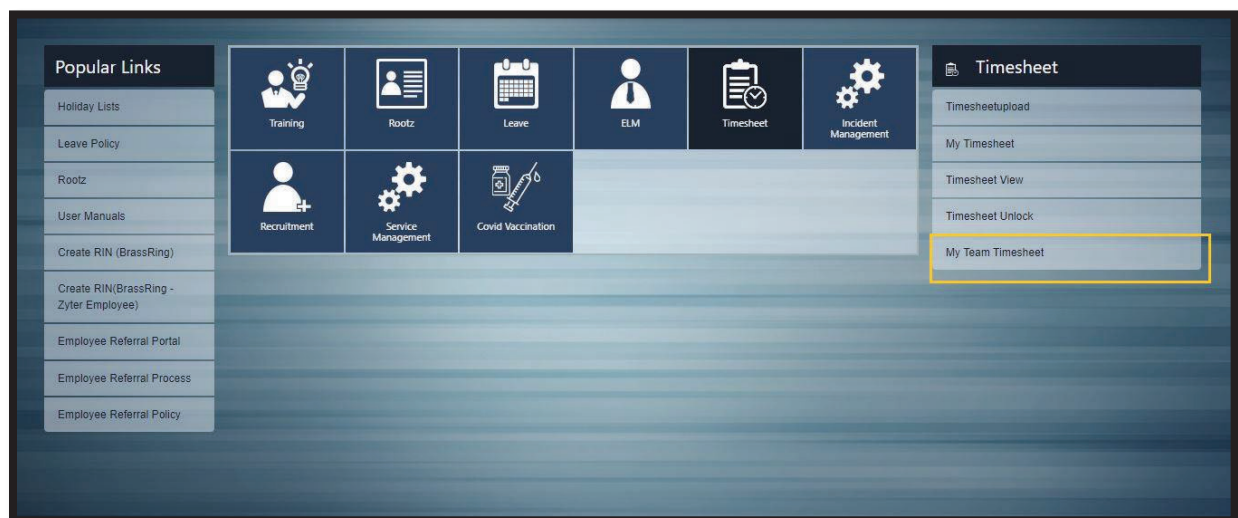 Popular Links
Holiday Lists
Leave Policy
Rootz
User Manuals
Create RIN (BrassRing)
Create RIN(BrassRing -
Zyter Employee)
Employee Referral Portal
Employee Referral Process
Employee Referral Policy
Training
Rootz
Leave
ELM
Timesheet
Incident
Management
Recruitment
Service
Management
Covid Vaccination
Timesheet
Timesheetupload
My Timesheet
Timesheet View
Timesheet Unlock
My Team Timesheet